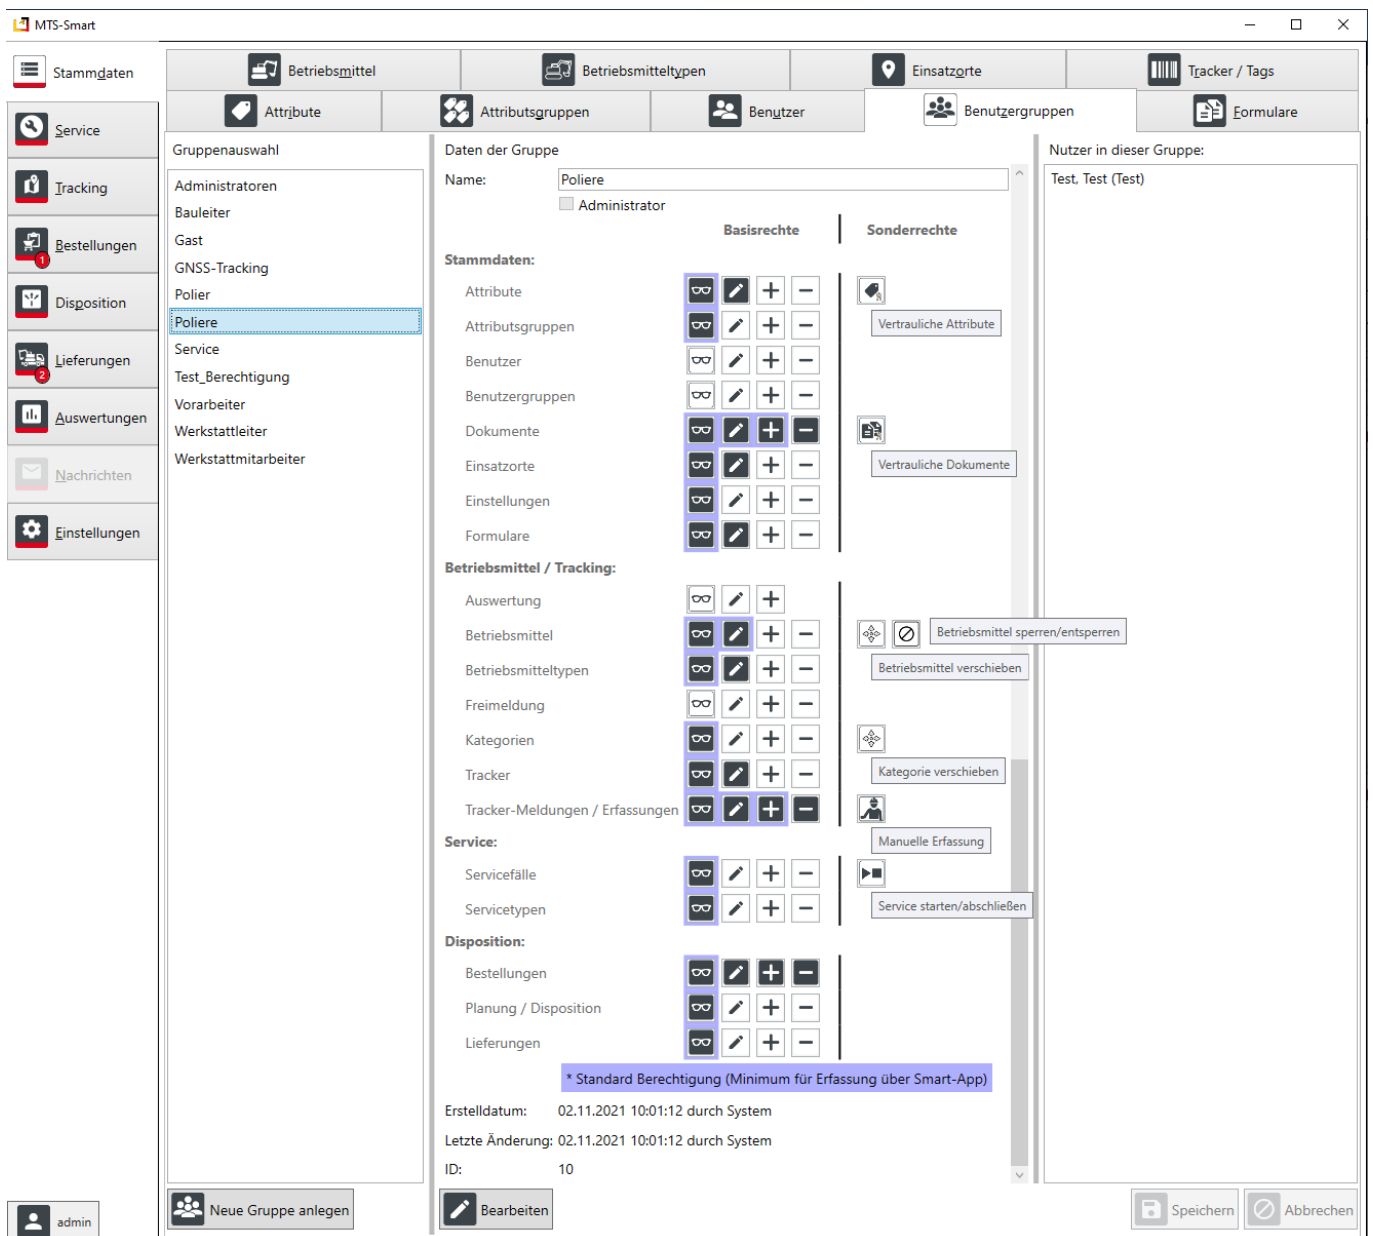 MTS-Smart
Stammdaten
Service
Tracking
Bestellungen
1
Disposition
Lieferungen
2
Auswertungen
Nachrichten
Einstellungen
admin
Betriebsmittel
Betriebsmitteltypen
Einsatzorte
Tracker / Tags
Attribute
Attributsgruppen
Benutzer
Benutzergruppen
Formulare
Gruppenauswahl
Administratoren
Bauleiter
Gast
GNSS-Tracking
Polier
Poliere
Service
Test_Berechtigung
Vorarbeiter
Werkstattleiter
Werkstattmitarbeiter
Neue Gruppe anlegen
Daten der Gruppe
Name: Poliere
Administrator
Basisrechte Sonderrechte
Stammdaten:
Attribute
Vertrauliche Attribute
Attributsgruppen
Benutzer
Benutzergruppen
Dokumente
Vertrauliche Dokumente
Einsatzorte
Einstellungen
Formulare
Betriebsmittel / Tracking:
Auswertung
Betriebsmittel
Betriebsmittel sperren/entsperren
Betriebsmittel verschieben
Betriebsmitteltypen
Freimeldung
Kategorien
Kategorie verschieben
Tracker
Tracker-Meldungen / Erfassungen
Manuelle Erfassung
Service:
Servicefälle
Service starten/abschließen
Servicetypen
Disposition:
Bestellungen
Planung / Disposition
Lieferungen
* Standard Berechtigung (Minimum für Erfassung über Smart-App)
Erstelldatum: 02.11.2021 10:01:12 durch System
Letzte Änderung: 02.11.2021 10:01:12 durch System
ID: 10
Bearbeiten
Nutzer in dieser Gruppe:
Test, Test (Test)
Speichern
Abbrechen